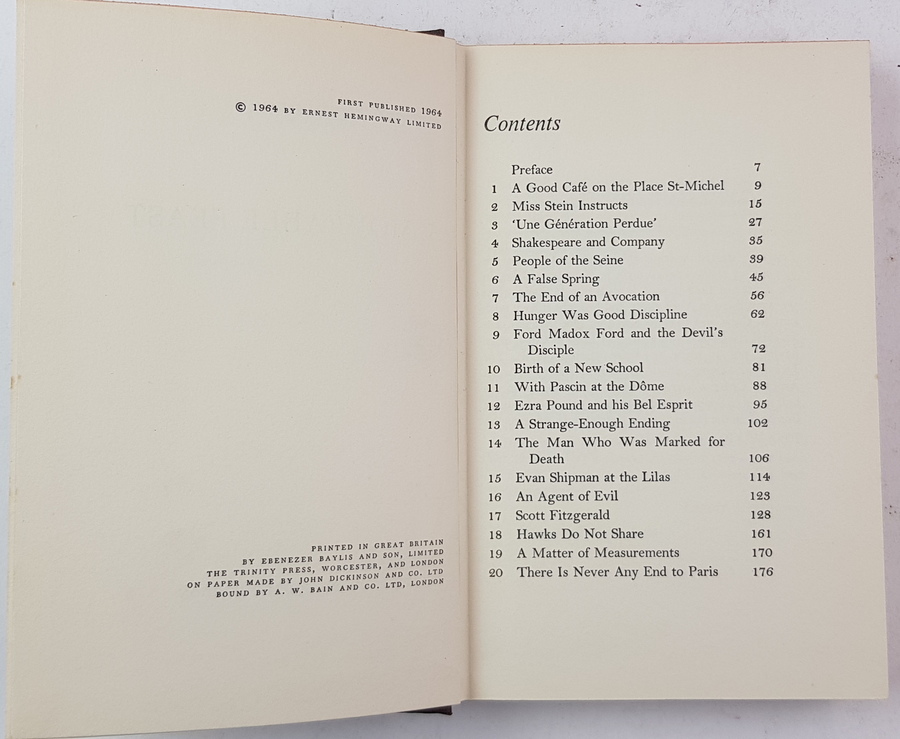 FIRST PUBLISHED 1964
© 1964 BY ERNEST HEMINGWAY LIMITED
PRINTED IN GREAT BRITAIN
BY EBENEZER BAYLIS AND SON, LIMITED
THE TRINITY PRESS, WORCESTER, AND LONDON
ON PAPER MADE BY JOHN DICKINSON AND CO. LTD
BOUND BY A. W. BAIN AND CO. LTD, LONDON
Contents
Preface 7
1 A Good Café on the Place St-Michel 9
2 Miss Stein Instructs 15
3 ‘Une Génération Perdue’ 27
4 Shakespeare and Company 35
5 People of the Seine 39
6 A False Spring 45
7 The End of an Avocation 56
8 Hunger Was Good Discipline 62
9 Ford Madox Ford and the Devil’s
Disciple 72
10 Birth of a New School 81
11 With Pascin at the Dôme 88
12 Ezra Pound and his Bel Esprit 95
13 A Strange-Enough Ending 102
14 The Man Who Was Marked for
Death 106
15 Evan Shipman at the Lilas 114
16 An Agent of Evil 123
17 Scott Fitzgerald 128
18 Hawks Do Not Share 161
19 A Matter of Measurements 170
20 There Is Never Any End to Paris 176